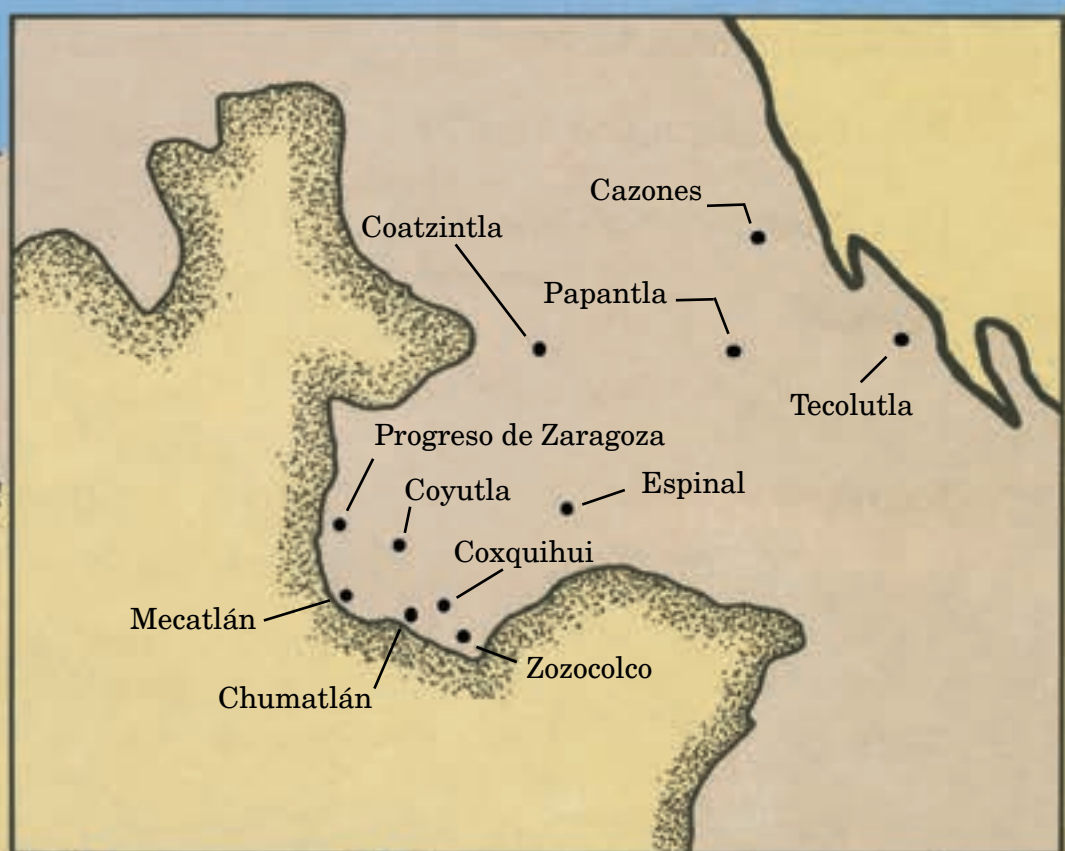 Cazones
Coatzintla
Papantla
Tecolutla
Progreso de Zaragoza
Espinal
Coyutla
Coxquihui
Mecatlán
Zozocolco
Chumatlán